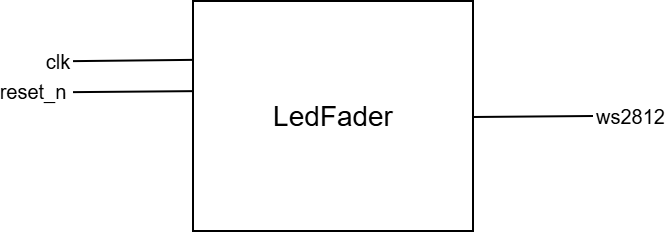 clk
reset_n
LedFader
ws2812